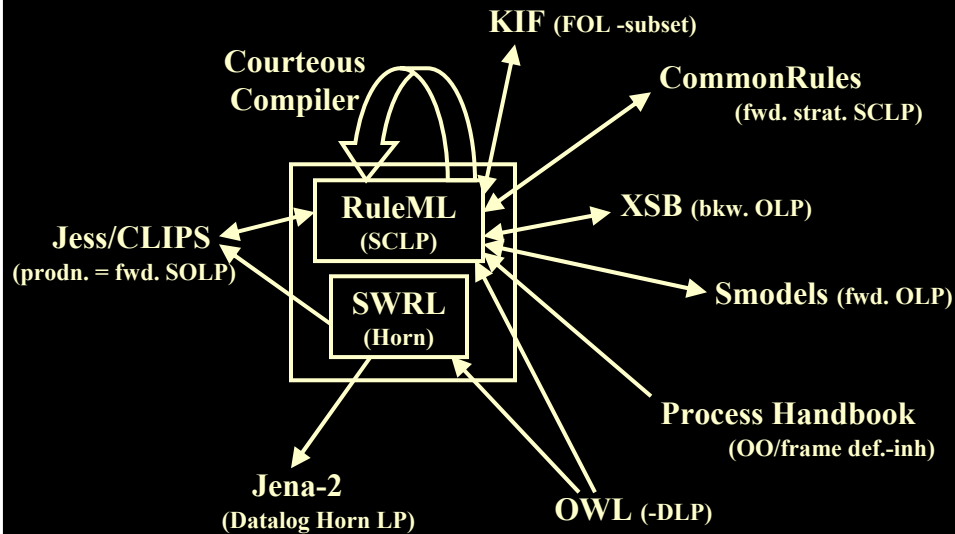 KIF (FOL -subset)
Courteous
Compiler
CommonRules
(fwd. strat. SCLP)
RuleML
(SCLP)
XSB (bkw. OLP)
Jess/CLIPS
(prodn. = fwd. SOLP)
Smodels (fwd. OLP)
SWRL
(Horn)
Process Handbook
(OO/frame def.-inh)
Jena-2
(Datalog Horn LP)
OWL (-DLP)